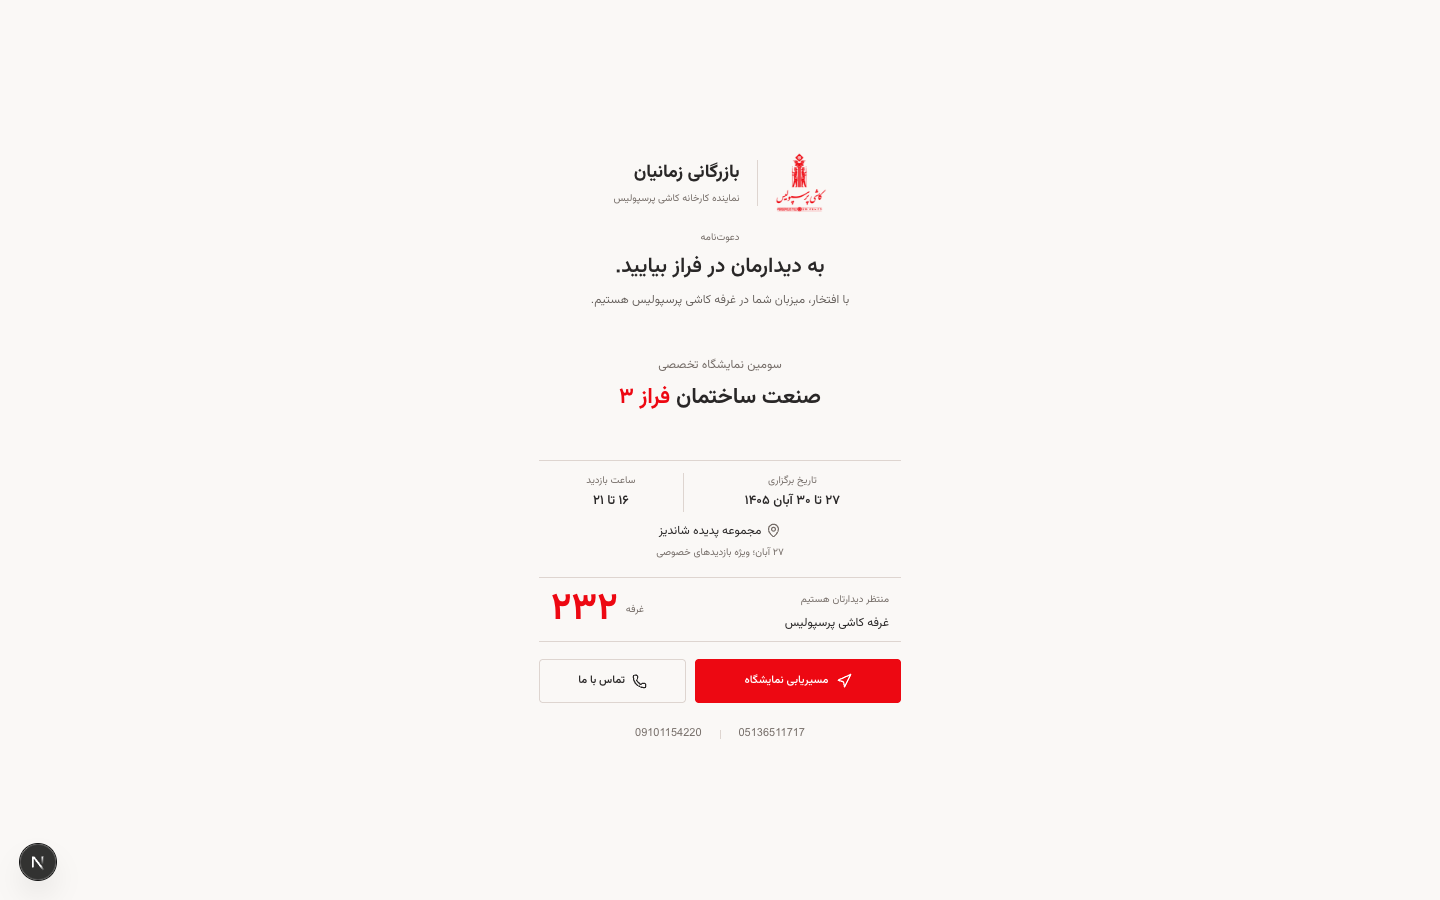 کاشی پرسپولیس
بازرگانی زمانیان
نماینده کارخانه کاشی پرسپولیس
دعوت‌نامه
به دیدارمان در فراز بیایید.
با افتخار، میزبان شما در غرفه کاشی پرسپولیس هستیم.
سومین نمایشگاه تخصصی
صنعت ساختمان فراز ۳
تاریخ برگزاری
۲۷ تا ۳۰ آبان ۱۴۰۵
ساعت بازدید
۱۶ تا ۲۱
مجموعه پدیده شاندیز
۲۷ آبان؛ ویژه بازدیدهای خصوصی
منتظر دیدارتان هستیم
غرفه کاشی پرسپولیس
غرفه ۲۳۲
مسیریابی نمایشگاه
تماس با ما
05136511717 | 09101154220